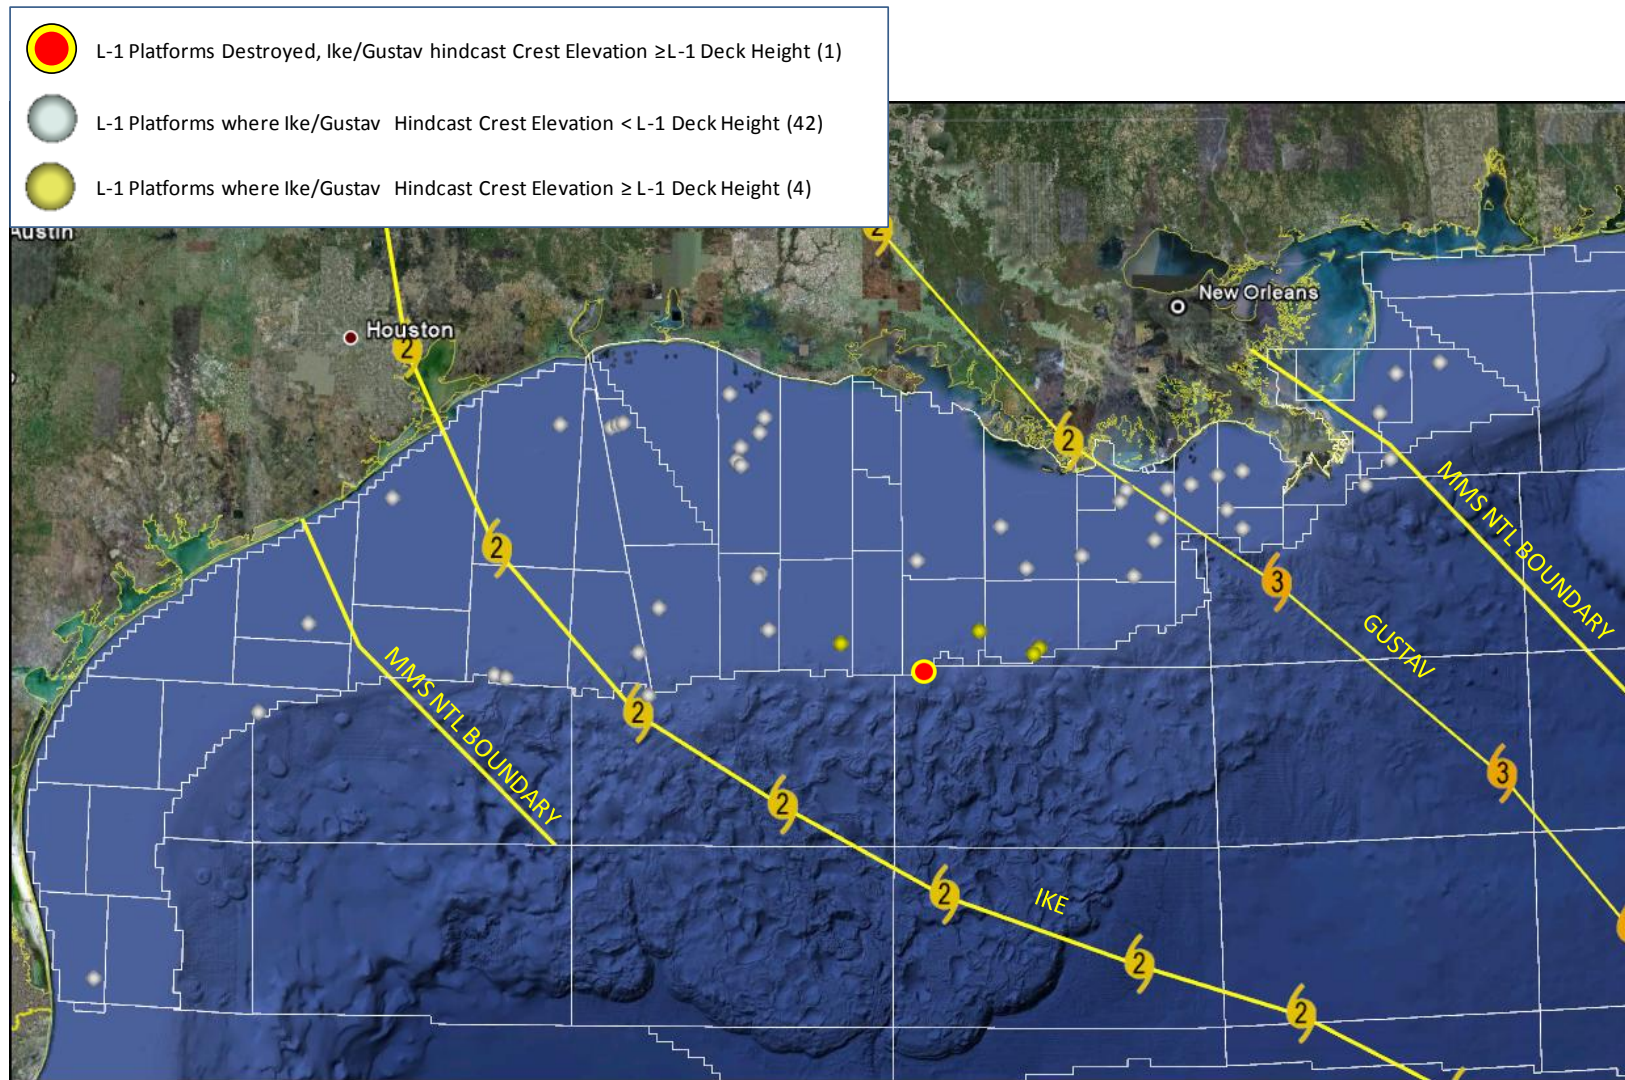 L-1 Platforms Destroyed, Ike/Gustav hindcast Crest Elevation ≥L-1 Deck Height (1)
L-1 Platforms where Ike/Gustav Hindcast Crest Elevation < L-1 Deck Height (42)
L-1 Platforms where Ike/Gustav Hindcast Crest Elevation ≥ L-1 Deck Height (4)
Austin
2
New Orleans
Houston
2
2
MMS NTL BOUNDARY
2
3
GUSTAV
MMS NTL BOUNDARY
2
3
2
2
IKE
2
2